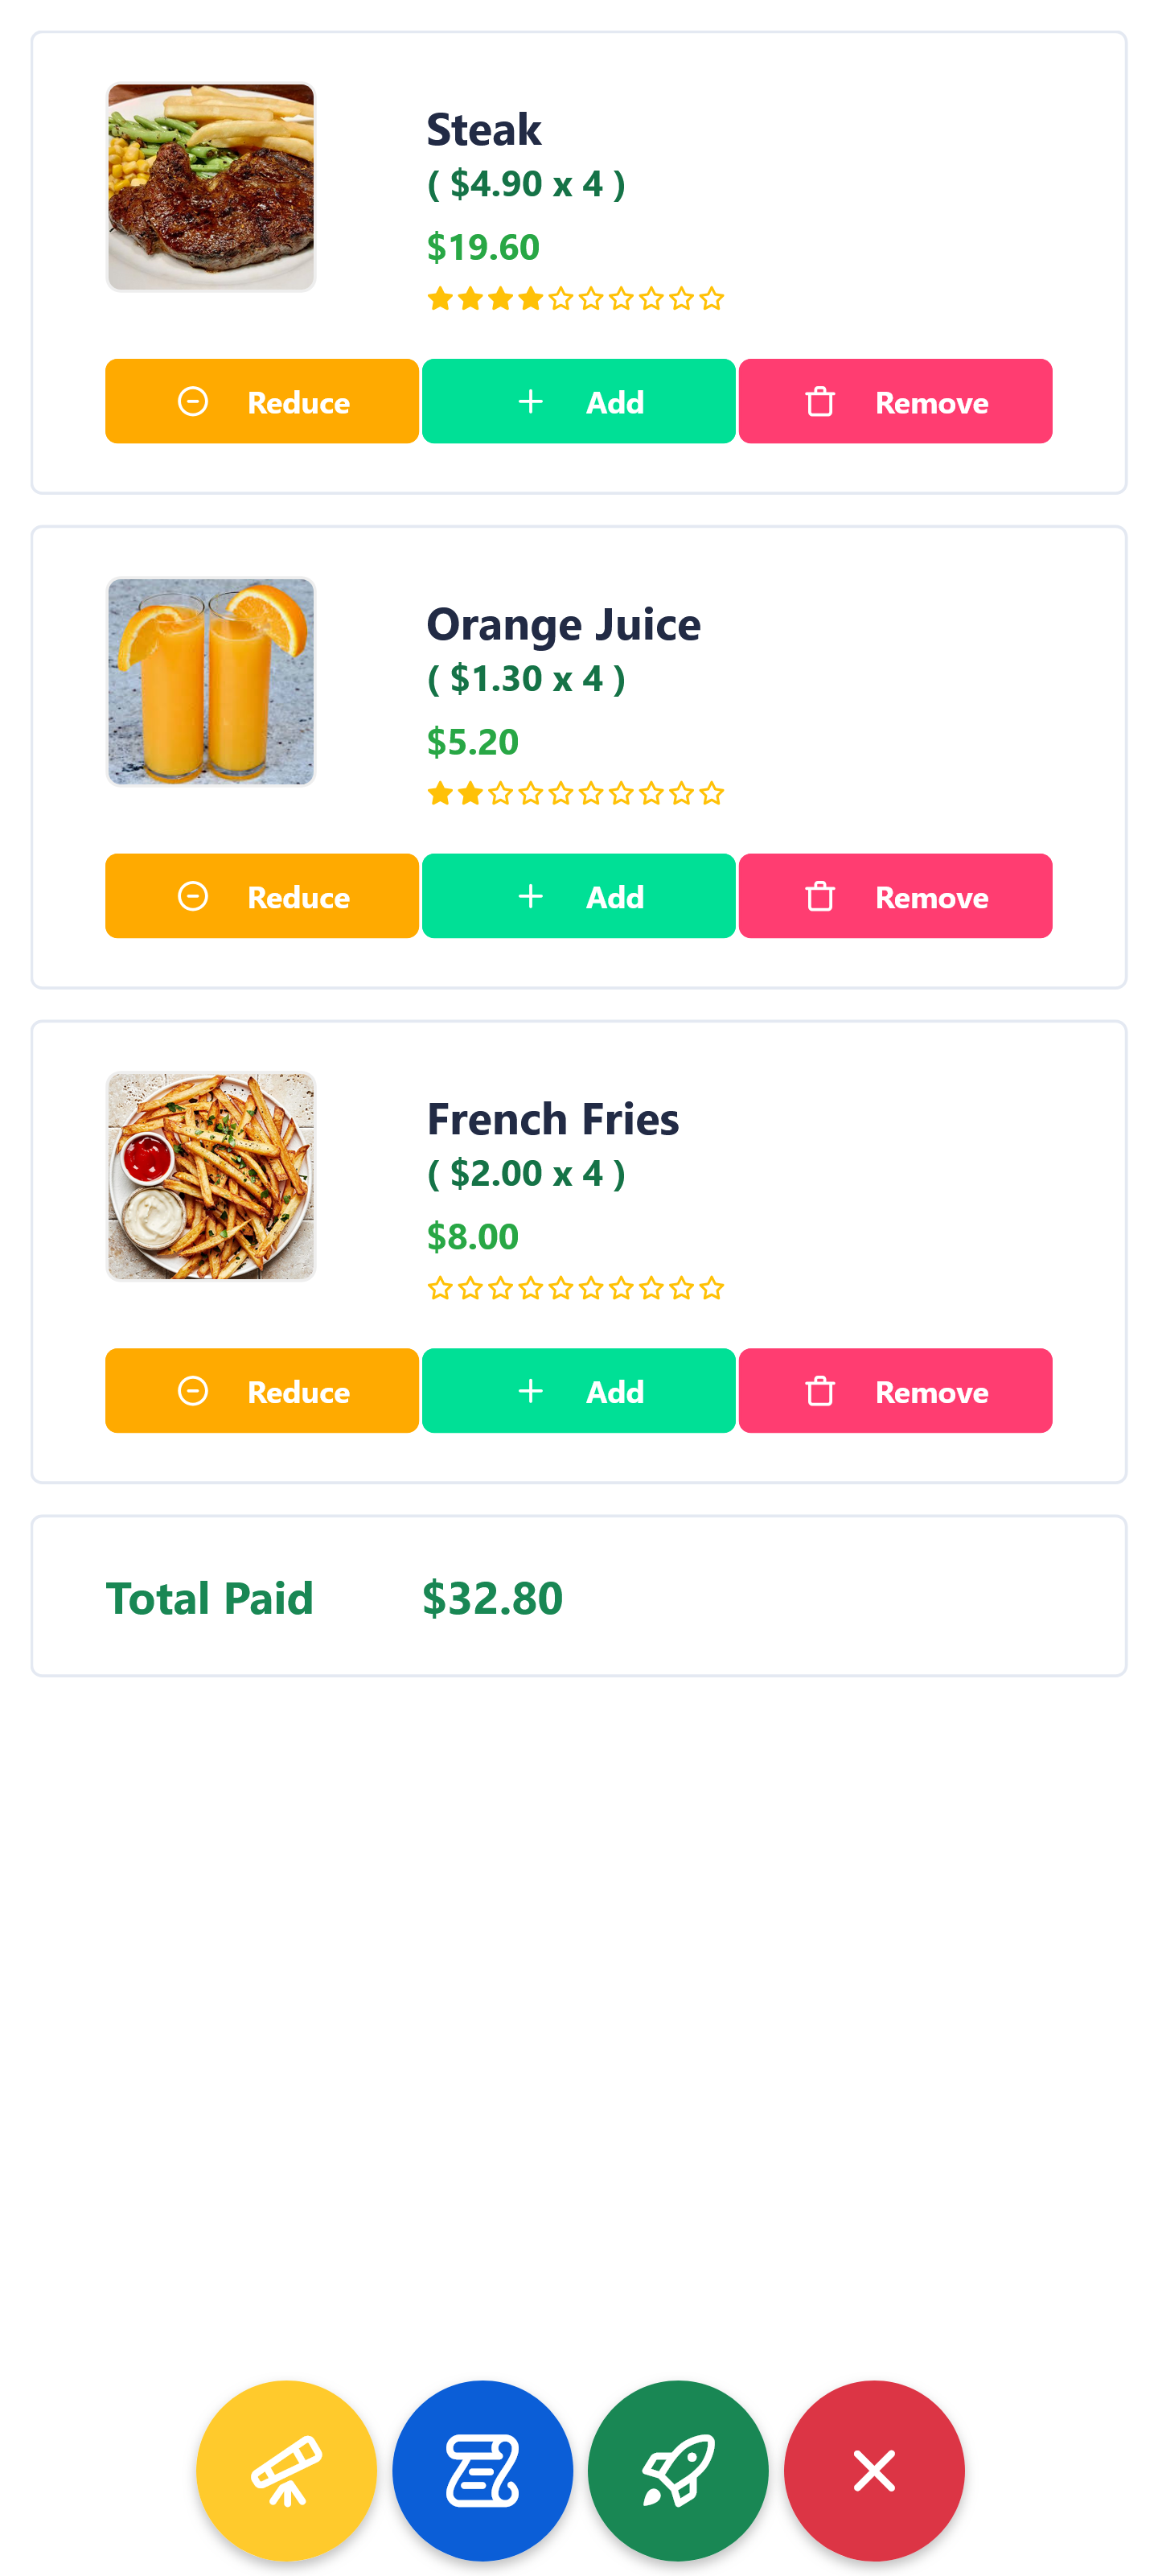 Steak
( $4.90 x 4 )
$19.60
Reduce
Add
Remove
Orange Juice
( $1.30 x 4 )
$5.20
Reduce
Add
Remove
French Fries
( $2.00 x 4 )
$8.00
Reduce
Add
Remove
Total Paid
$32.80